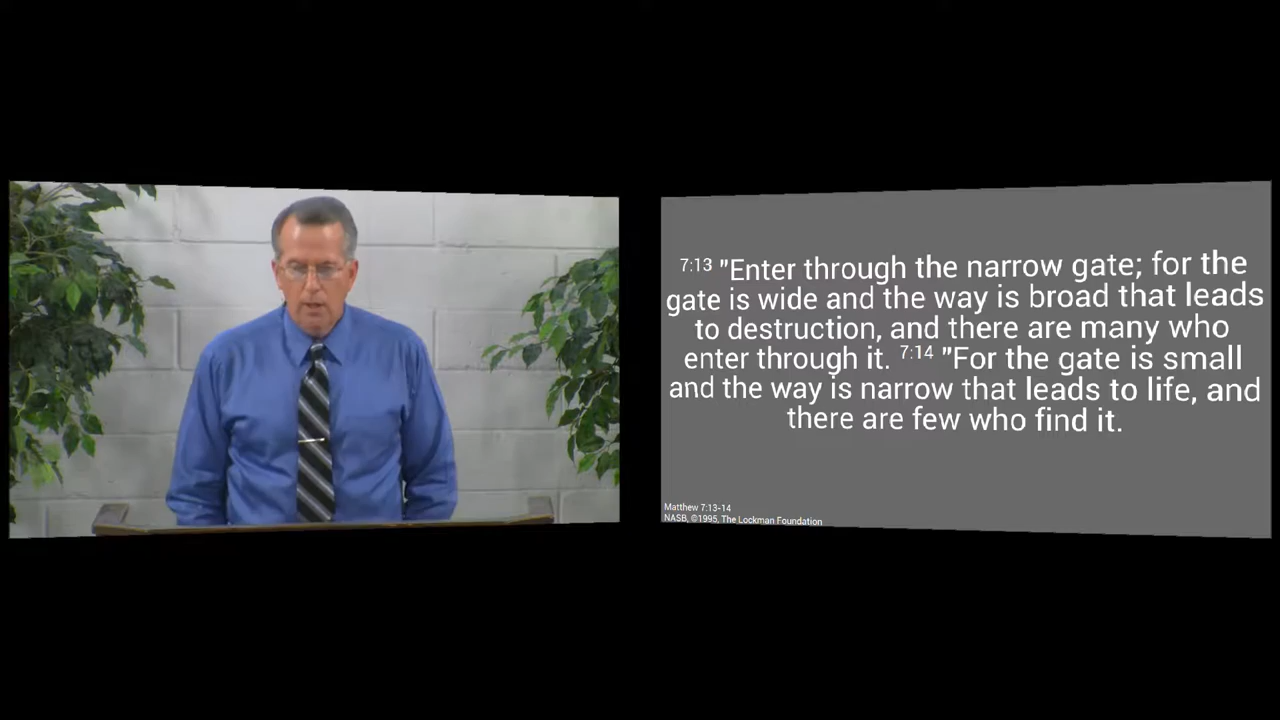 7:13 "Enter through the narrow gate; for the
gate is wide and the way is broad that leads
to destruction, and there are many who
enter through it. 7:14 "For the gate is small
and the way is narrow that leads to life, and
there are few who find it.
Matthew 7:13-14
NASB, ©1995, The Lockman Foundation